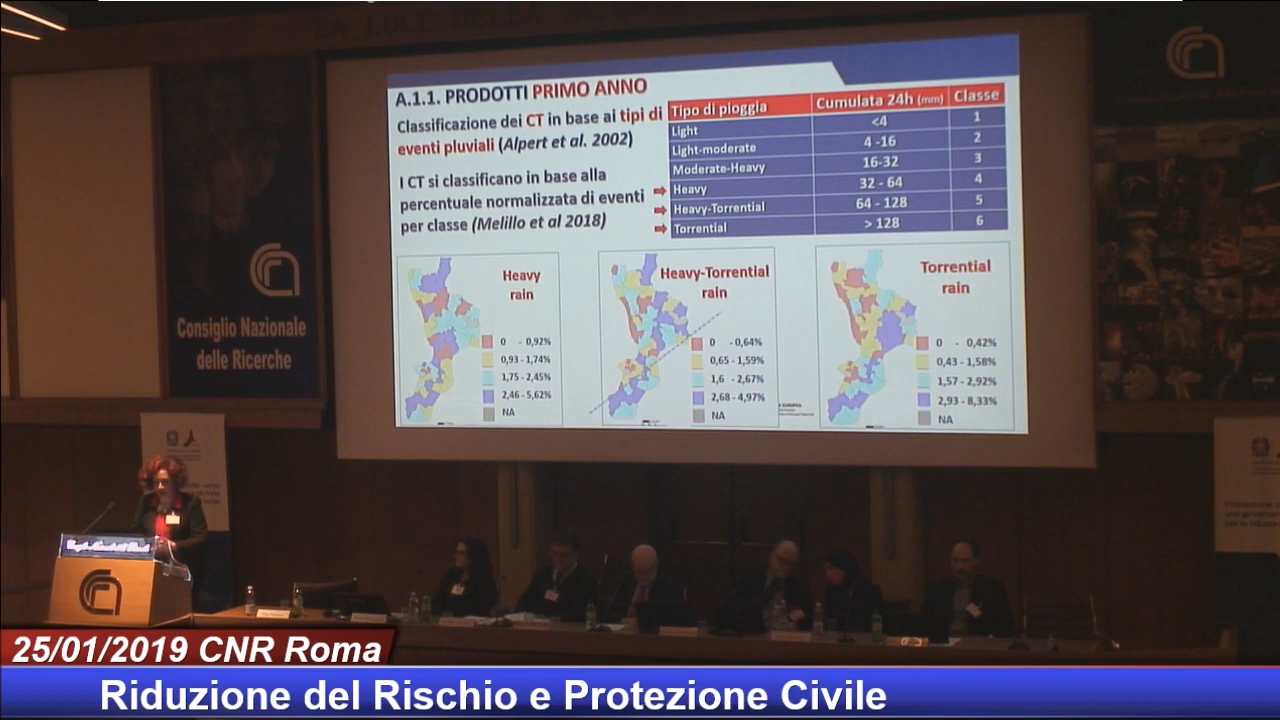 LA LUCE DELLA
A.1.1. PRODOTTI PRIMO ANNO
Classificazione dei CT in base ai tipi di
eventi pluviali (Alpert et al. 2002)
I CT si classificano in base alla
percentuale normalizzata di eventi
per classe (Melillo et al 2018)
Tipo di pioggia Cumulata 24h (mm) Classe
Light <4 1
Light-moderate 4 -16 2
Moderate-Heavy 16-32 3
Heavy 32 - 64 4
Heavy-Torrential 64 - 128 5
Torrential > 128 6
Heavy
rain
0 - 0,92%
0,93 - 1,74%
1,75 - 2,45%
2,46 - 5,62%
NA
Heavy-Torrential
rain
0 -0,64%
0,65 - 1,59%
1,6 - 2,67%
2,68 - 4,97%
NA
Torrential
rain
0 - 0,42%
0,43 - 1,58%
1,57 - 2,92%
2,93 - 8,33%
NA
Consiglio Nazionale
delle Ricerche
25/01/2019 CNR Roma
Riduzione del Rischio e Protezione Civile